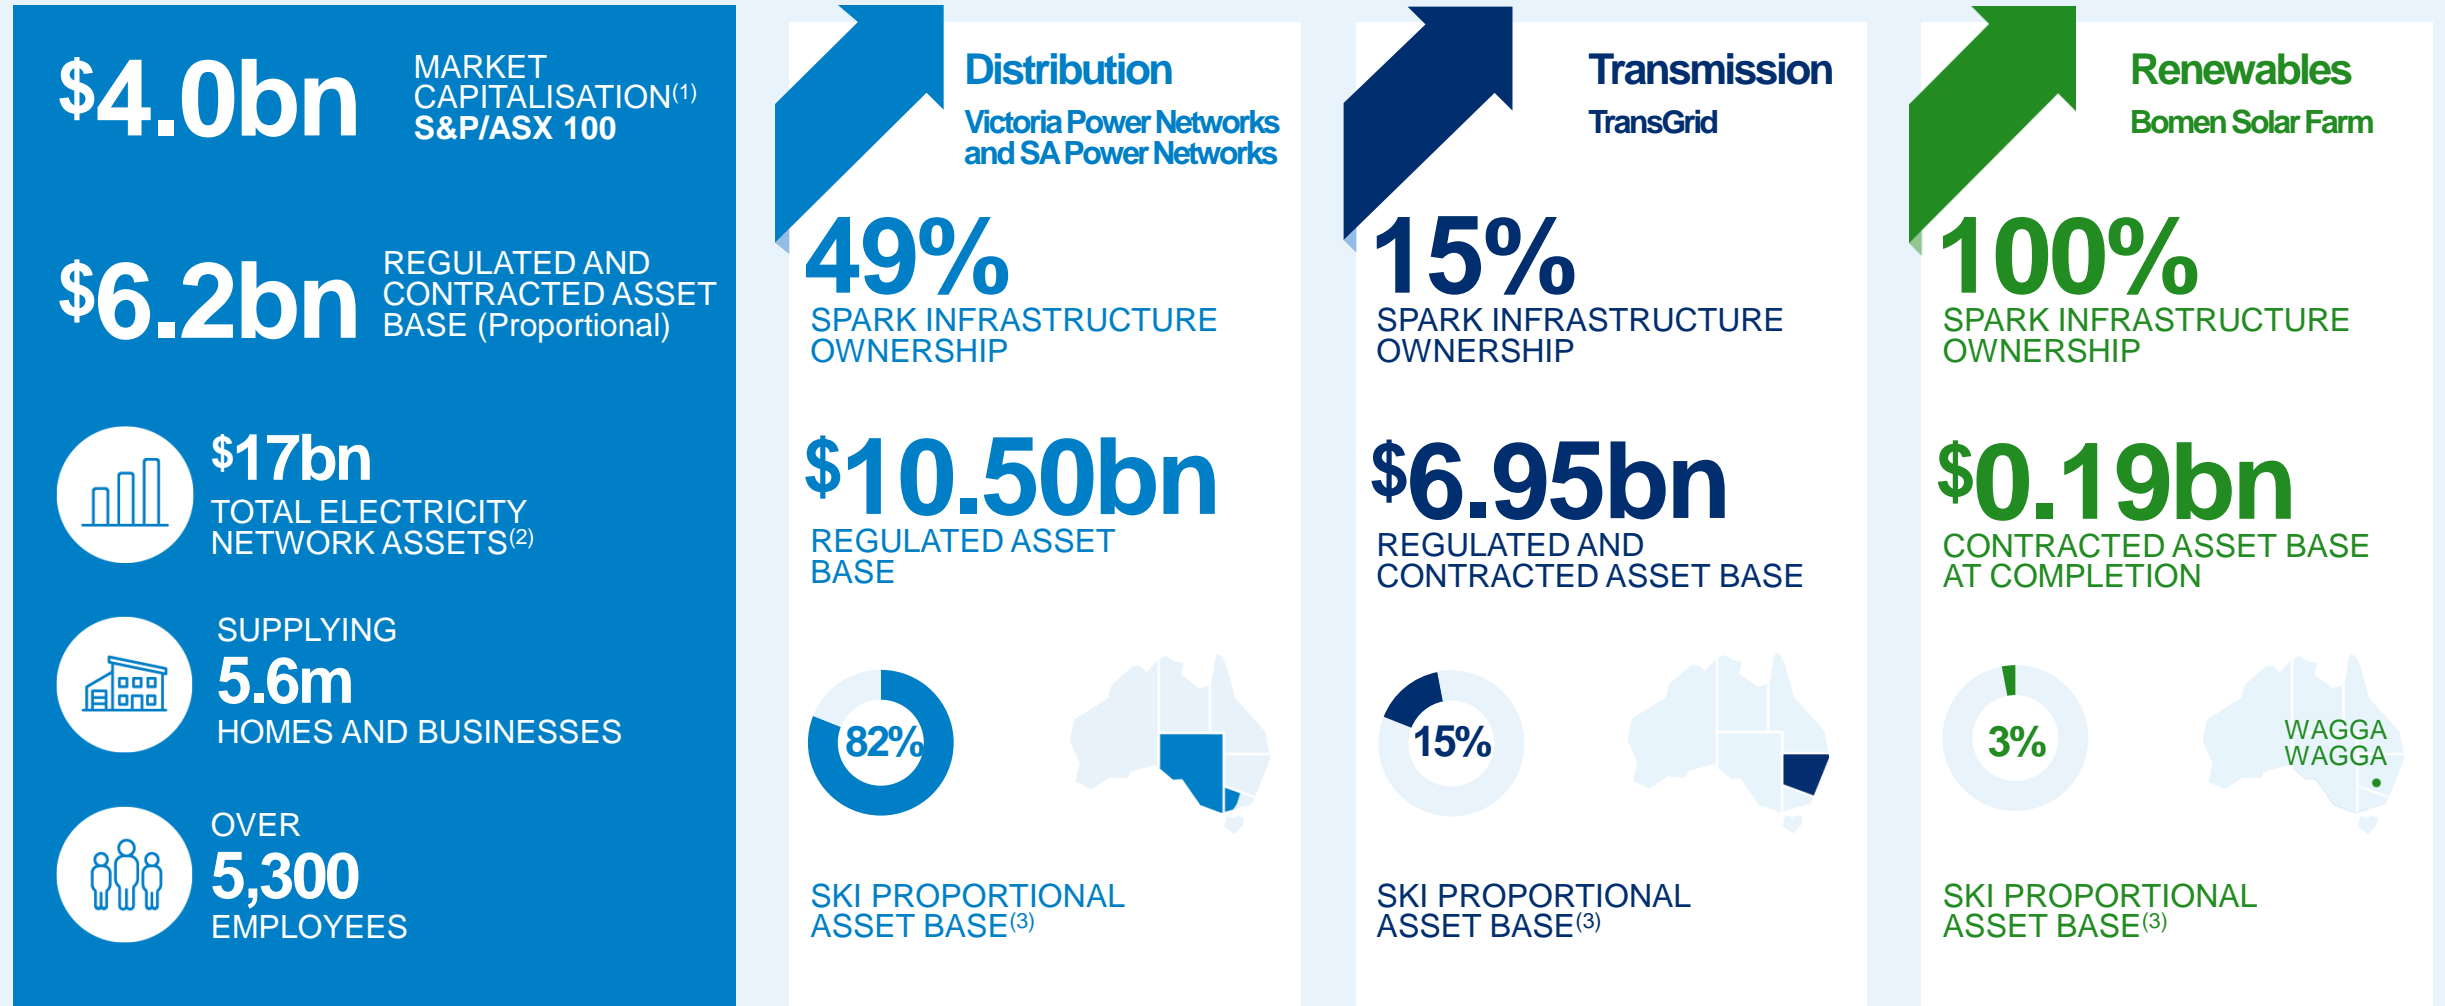 $4.0bn
MARKET
CAPITALISATION(1)
S&P/ASX 100
$6.2bn
REGULATED AND
CONTRACTED ASSET
BASE (Proportional)
$17bn
TOTAL ELECTRICITY
NETWORK ASSETS(2)
SUPPLYING
5.6m
HOMES AND BUSINESSES
OVER
5,300
EMPLOYEES
Distribution
Victoria Power Networks
and SA Power Networks
49%
SPARK INFRASTRUCTURE
OWNERSHIP
$10.50bn
REGULATED ASSET
BASE
82%
SKI PROPORTIONAL
ASSET BASE(3)
Transmission
TransGrid
15%
SPARK INFRASTRUCTURE
OWNERSHIP
$6.95bn
REGULATED AND
CONTRACTED ASSET BASE
15%
SKI PROPORTIONAL
ASSET BASE(3)
Renewables
Bomen Solar Farm
100%
SPARK INFRASTRUCTURE
OWNERSHIP
$0.19bn
CONTRACTED ASSET BASE
AT COMPLETION
3%
WAGGA
WAGGA
SKI PROPORTIONAL
ASSET BASE(3)